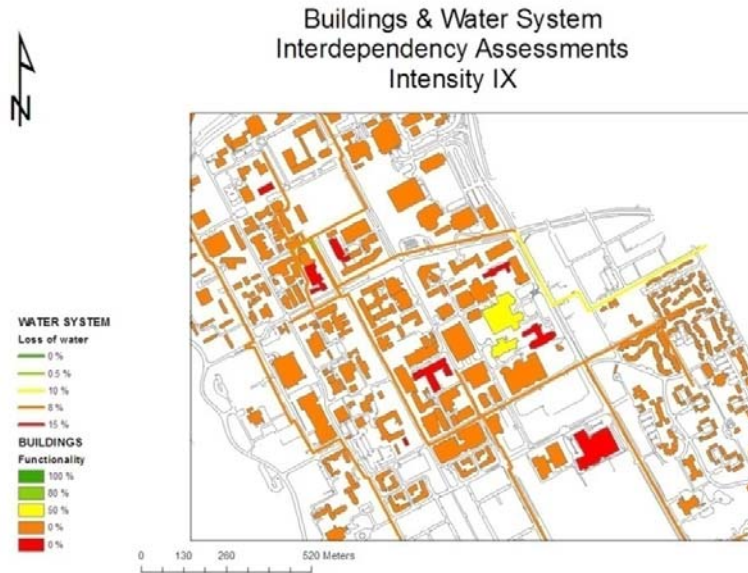 Buildings & Water System
Interdependency Assessments
Intensity IX
N
WATER SYSTEM
Loss of water
0 %
0.5 %
10 %
8 %
15 %
BUILDINGS
Functionality
100 %
80 %
50 %
0 %
0 %
0 130 260 520 Meters